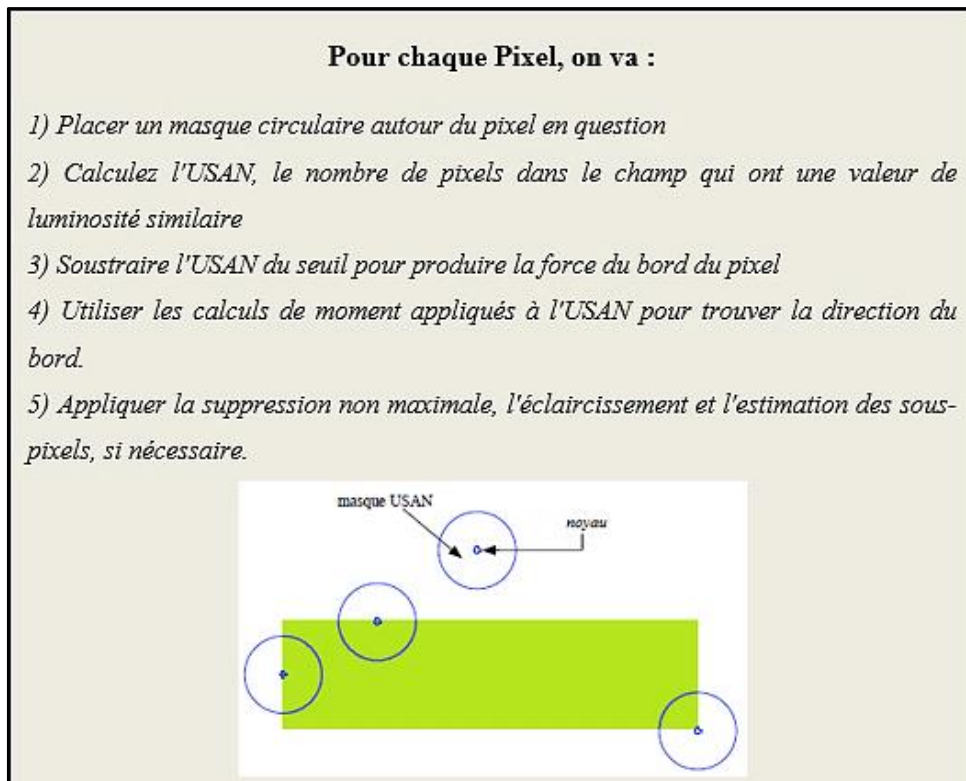 Pour chaque Pixel, on va :
1) Placer un masque circulaire autour du pixel en question
2) Calculez l'USAN, le nombre de pixels dans le champ qui ont une valeur de
luminosité similaire
3) Soustraire l'USAN du seuil pour produire la force du bord du pixel
4) Utiliser les calculs de moment appliqués à l'USAN pour trouver la direction du
bord.
5) Appliquer la suppression non maximale, l'éclaircissement et l'estimation des sous-
pixels, si nécessaire.
masque USAN
noyau